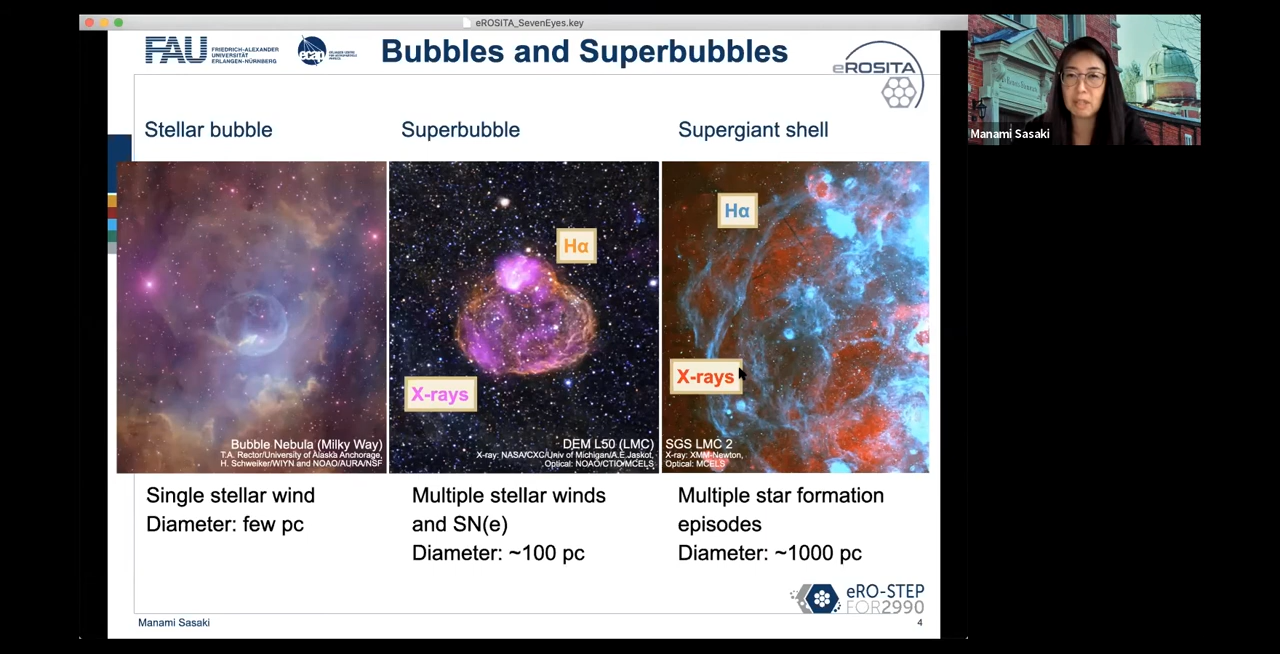 eROSITA_SevenEyes.key
FAU
FRIEDRICH-ALEXANDER
UNIVERSITÄT
ERLANGEN-NÜRNBERG
ecap
Bubbles and Superbubbles
eROSITA
Manami Sasaki
Stellar bubble
Superbubble
Supergiant shell
Hα
Hα
X-rays
X-rays
Bubble Nebula (Milky Way)
T.A. Rector/University of Alaska Anchorage,
H. Schweiker/WIYN and NOAO/AURA/NSF
DEM L50 (LMC)
X-ray: NASA/CXC/Univ of Michigan/A.E.Jaskot,
Optical: NOAO/CTIO/MCELS
SGS LMC 2
X-ray: XMM-Newton,
Optical: MCELS
Single stellar wind
Diameter: few pc
Multiple stellar winds
and SN(e)
Diameter: ~100 pc
Multiple star formation
episodes
Diameter: ~1000 pc
eRO-STEP
FOR2990
Manami Sasaki
4